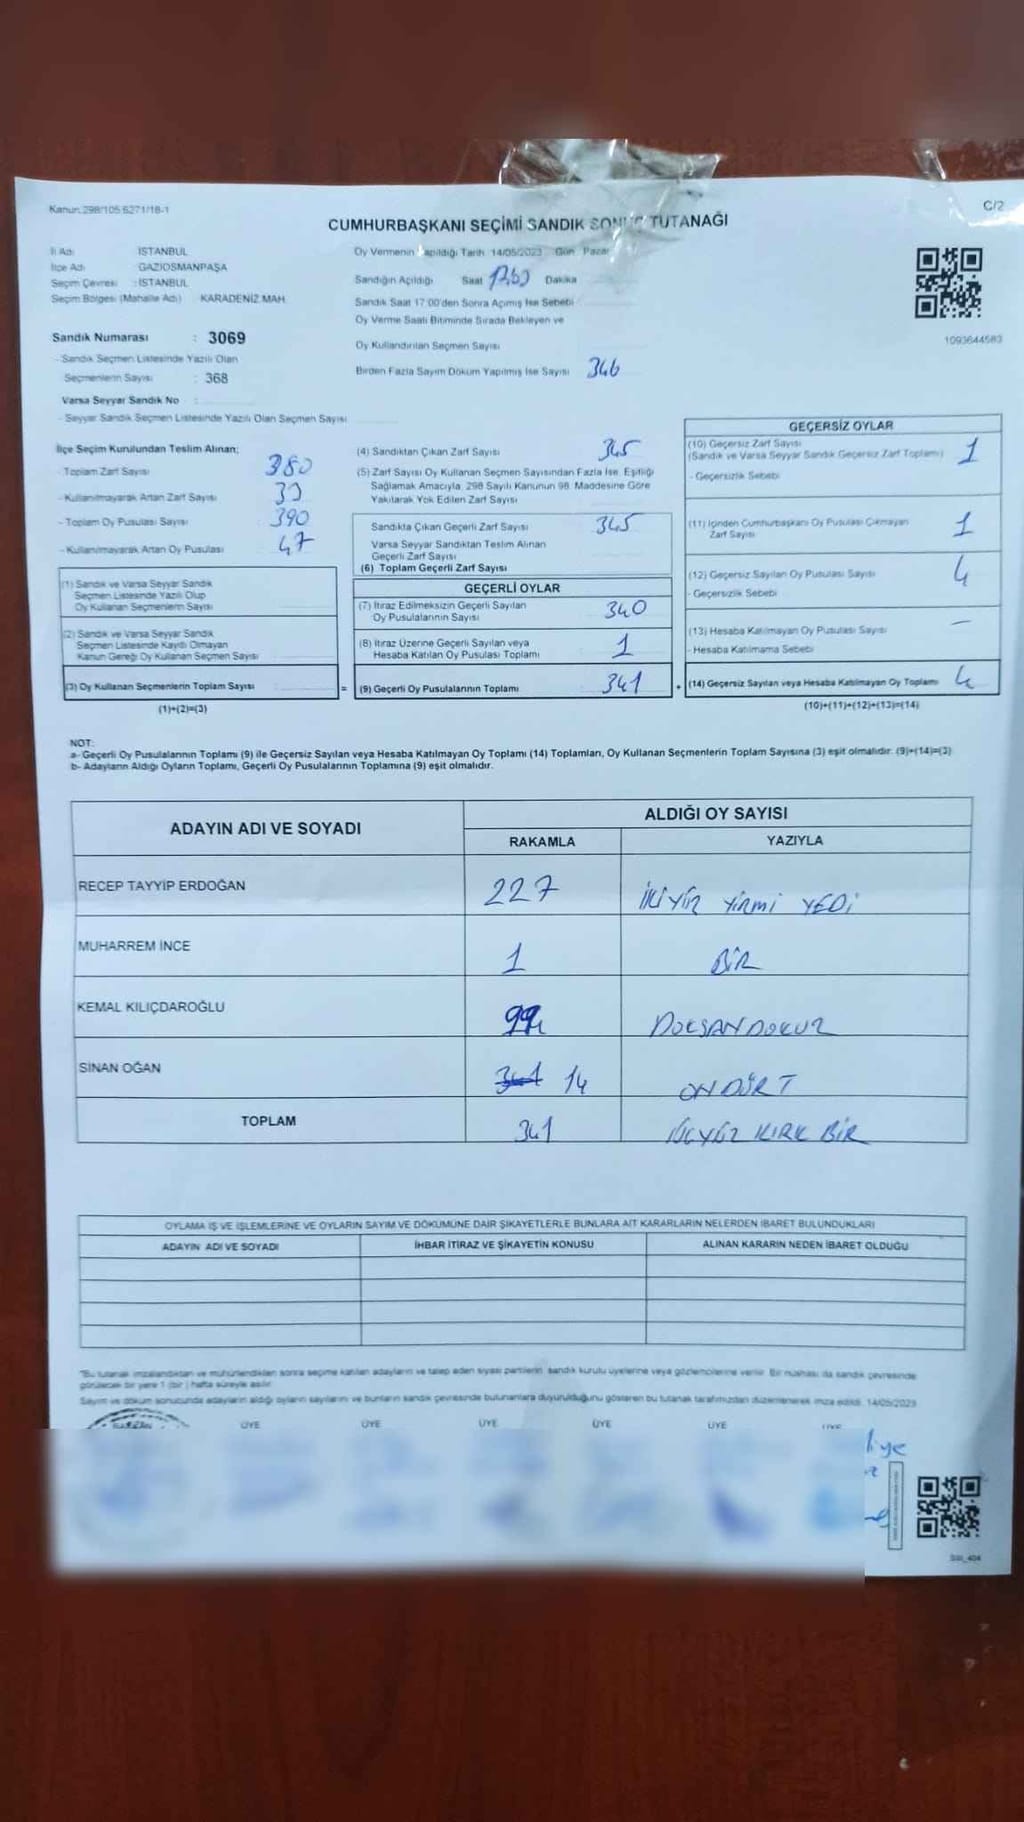 Kanun: 298/105 6271/18-1
C/2
CUMHURBAŞKANI SEÇİMİ SANDIK SONUÇ TUTANAĞI
İl Adı : İSTANBUL
İlçe Adı : GAZİOSMANPAŞA
Seçim Çevresi : İSTANBUL
Seçim Bölgesi (Mahalle Adı) KARADENİZ MAH.
Sandık Numarası : 3069
- Sandık Seçmen Listesinde Yazılı Olan
Seçmenlerin Sayısı : 368
Varsa Seyyar Sandık No :
- Seyyar Sandık Seçmen Listesinde Yazılı Olan Seçmen Sayısı
Oy Vermenin Yapıldığı Tarih 14/05/2023 Gün Pazar
Sandığın Açıldığı Saat Dakika
Sandık Saat 17:00'den Sonra Açımış İse Sebebi
Oy Verme Saati Bitiminde Sırada Bekleyen ve
Oy Kullandırılan Seçmen Sayısı
Birden Fazla Sayım Döküm Yapılmış İse Sayısı 346
1093644583
İlçe Seçim Kurulundan Teslim Alınan;
- Toplam Zarf Sayısı 380
- Kullanılmayarak Artan Zarf Sayısı
- Toplam Oy Pusulası Sayısı 390
- Kullanılmayarak Artan Oy Pusulası 47
(1) Sandık ve Varsa Seyyar Sandık
Seçmen Listesinde Yazılı Olup
Oy Kullanan Seçmenlerin Sayısı
(2) Sandık ve Varsa Seyyar Sandık
Seçmen Listesinde Kaydı Olmayan
Kanun Gereği Oy Kullanan Seçmen Sayısı
(3) Oy Kullanan Seçmenlerin Toplam Sayısı
(1)+(2)=(3)
=
(4) Sandıktan Çıkan Zarf Sayısı 345
(5) Zarf Sayısı Oy Kullanan Seçmen Sayısından Fazla İse, Eşitliği
Sağlamak Amacıyla, 298 Sayılı Kanunun 98. Maddesine Göre
Yakılarak Yok Edilen Zarf Sayısı
Sandıkta Çıkan Geçerli Zarf Sayısı 345
Varsa Seyyar Sandıktan Teslim Alınan
Geçerli Zarf Sayısı
(6) Toplam Geçerli Zarf Sayısı
GEÇERLİ OYLAR
(7) İtiraz Edilmeksizin Geçerli Sayılan
Oy Pusulalarının Sayısı 340
(8) İtiraz Üzerine Geçerli Sayılan veya
Hesaba Katılan Oy Pusulası Toplamı 1
(9) Geçerli Oy Pusulalarının Toplamı 341
+
GEÇERSİZ OYLAR
(10) Geçersiz Zarf Sayısı
(Sandık ve Varsa Seyyar Sandık Geçersiz Zarf Toplamı) 1
- Geçersizlik Sebebi
(11) İçinden Cumhurbaşkanı Oy Pusulası Çıkmayan
Zarf Sayısı 1
(12) Geçersiz Sayılan Oy Pusulası Sayısı 4
- Geçersizlik Sebebi
(13) Hesaba Katılmayan Oy Pusulası Sayısı –
- Hesaba Katılmama Sebebi
(14) Geçersiz Sayılan veya Hesaba Katılmayan Oy Toplamı 4
(10)+(11)+(12)+(13)=(14)
NOT:
a- Geçerli Oy Pusulalarının Toplamı (9) ile Geçersiz Sayılan veya Hesaba Katılmayan Oy Toplamı (14) Toplamları, Oy Kullanan Seçmenlerin Toplam Sayısına (3) eşit olmalıdır. (9)+(14)=(3)
b- Adayların Aldığı Oyların Toplamı, Geçerli Oy Pusulalarının Toplamına (9) eşit olmalıdır.
ADAYIN ADI VE SOYADI
ALDIĞI OY SAYISI
RAKAMLA YAZIYLA
RECEP TAYYİP ERDOĞAN 227 İKİYÜZ YİRMİ YEDİ
MUHARREM İNCE 1 BİR
KEMAL KILIÇDAROĞLU 99 DOKSANDOKUZ
SİNAN OĞAN 341 14 ONDÖRT
TOPLAM 341 ÜÇYÜZ KIRK BİR
OYLAMA İŞ VE İŞLEMLERİNE VE OYLARIN SAYIM VE DÖKÜMÜNE DAİR ŞİKAYETLERLE BUNLARA AİT KARARLARIN NELERDEN İBARET BULUNDUKLARI
ADAYIN ADI VE SOYADI İHBAR İTİRAZ VE ŞİKAYETİN KONUSU ALINAN KARARIN NEDEN İBARET OLDUĞU
*Bu tutanak imzalandıktan ve mühürlendikten sonra seçime katılan adayların ve talep eden siyasi partilerin sandık kurulu üyelerine veya gözlemcilerine verilir. Bir nüshası da sandık çevresinde
görülecek bir yere 1 (bir) hafta süreyle asılır.
Sayım ve döküm sonucunda adayların aldığı oyların sayılarını ve bunların sandık çevresinde bulunanlara duyurulduğunu gösteren bu tutanak tarafımızdan düzenlenerek imza edildi. 14/05/2023
ÜYE ÜYE ÜYE ÜYE ÜYE ÜYE